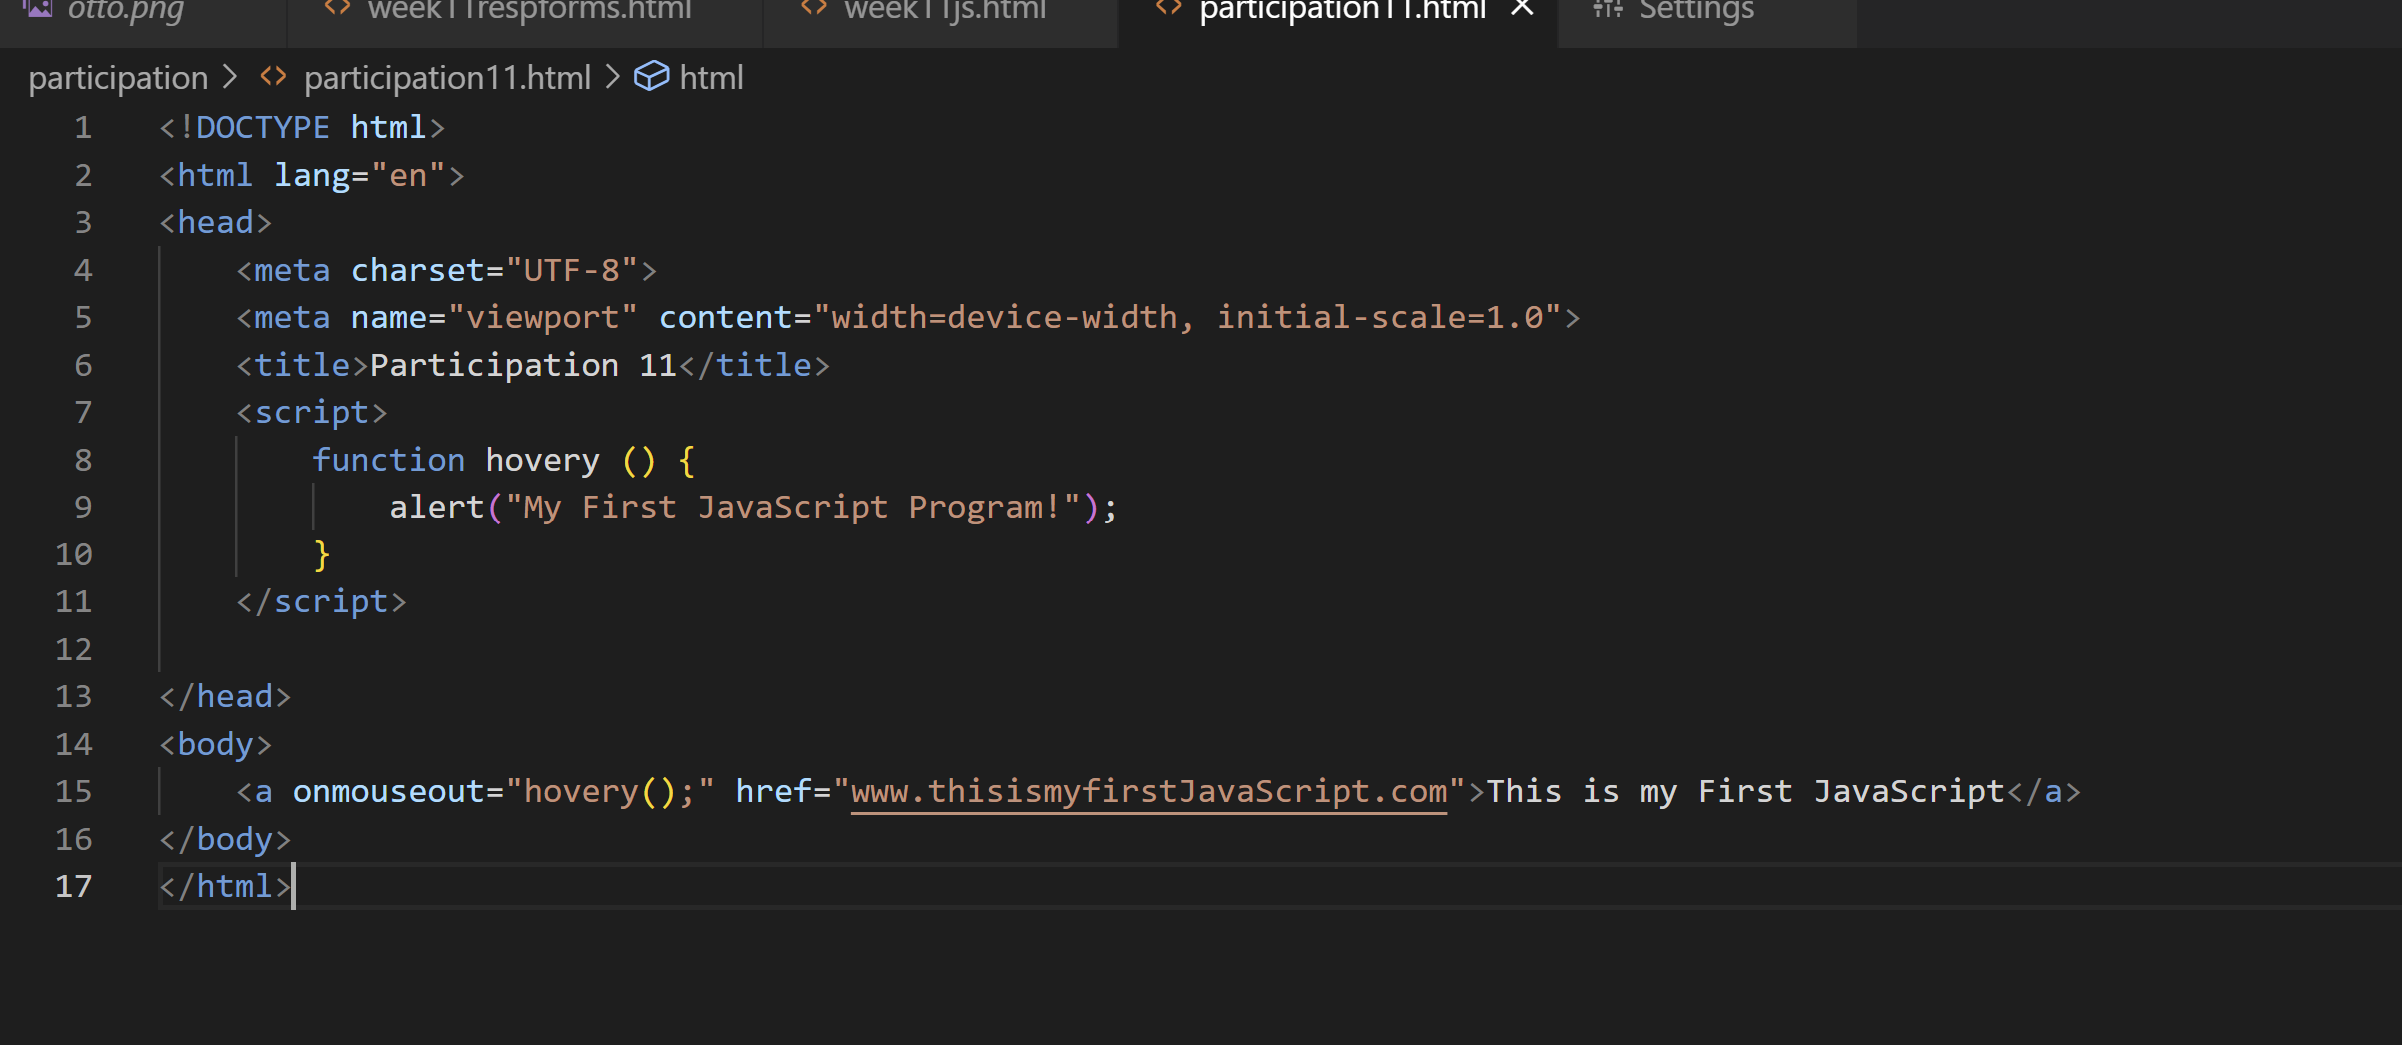 otto.png week11respforms.html week11js.html participation11.html Settings
participation > participation11.html > html
1 <!DOCTYPE html>
2 <html lang="en">
3 <head>
4 <meta charset="UTF-8">
5 <meta name="viewport" content="width=device-width, initial-scale=1.0">
6 <title>Participation 11</title>
7 <script>
8 function hovery () {
9 alert("My First JavaScript Program!");
10 }
11 </script>
12
13 </head>
14 <body>
15 <a onmouseout="hovery();" href="www.thisismyfirstJavaScript.com">This is my First JavaScript</a>
16 </body>
17 </html>